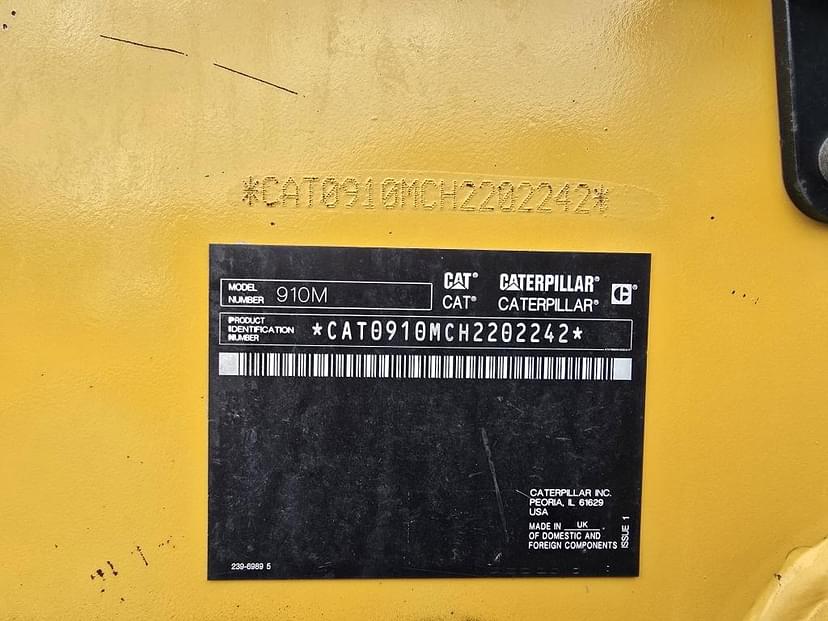 *CAT0910MCH2202242*
MODEL NUMBER 910M
CAT® CATERPILLAR®
CAT® CATERPILLAR®
PRODUCT IDENTIFICATION NUMBER *CAT0910MCH2202242*
CATERPILLAR INC.
PEORIA, IL 61629
USA
MADE IN UK
OF DOMESTIC AND
FOREIGN COMPONENTS
ISSUE 1
239-6989 5